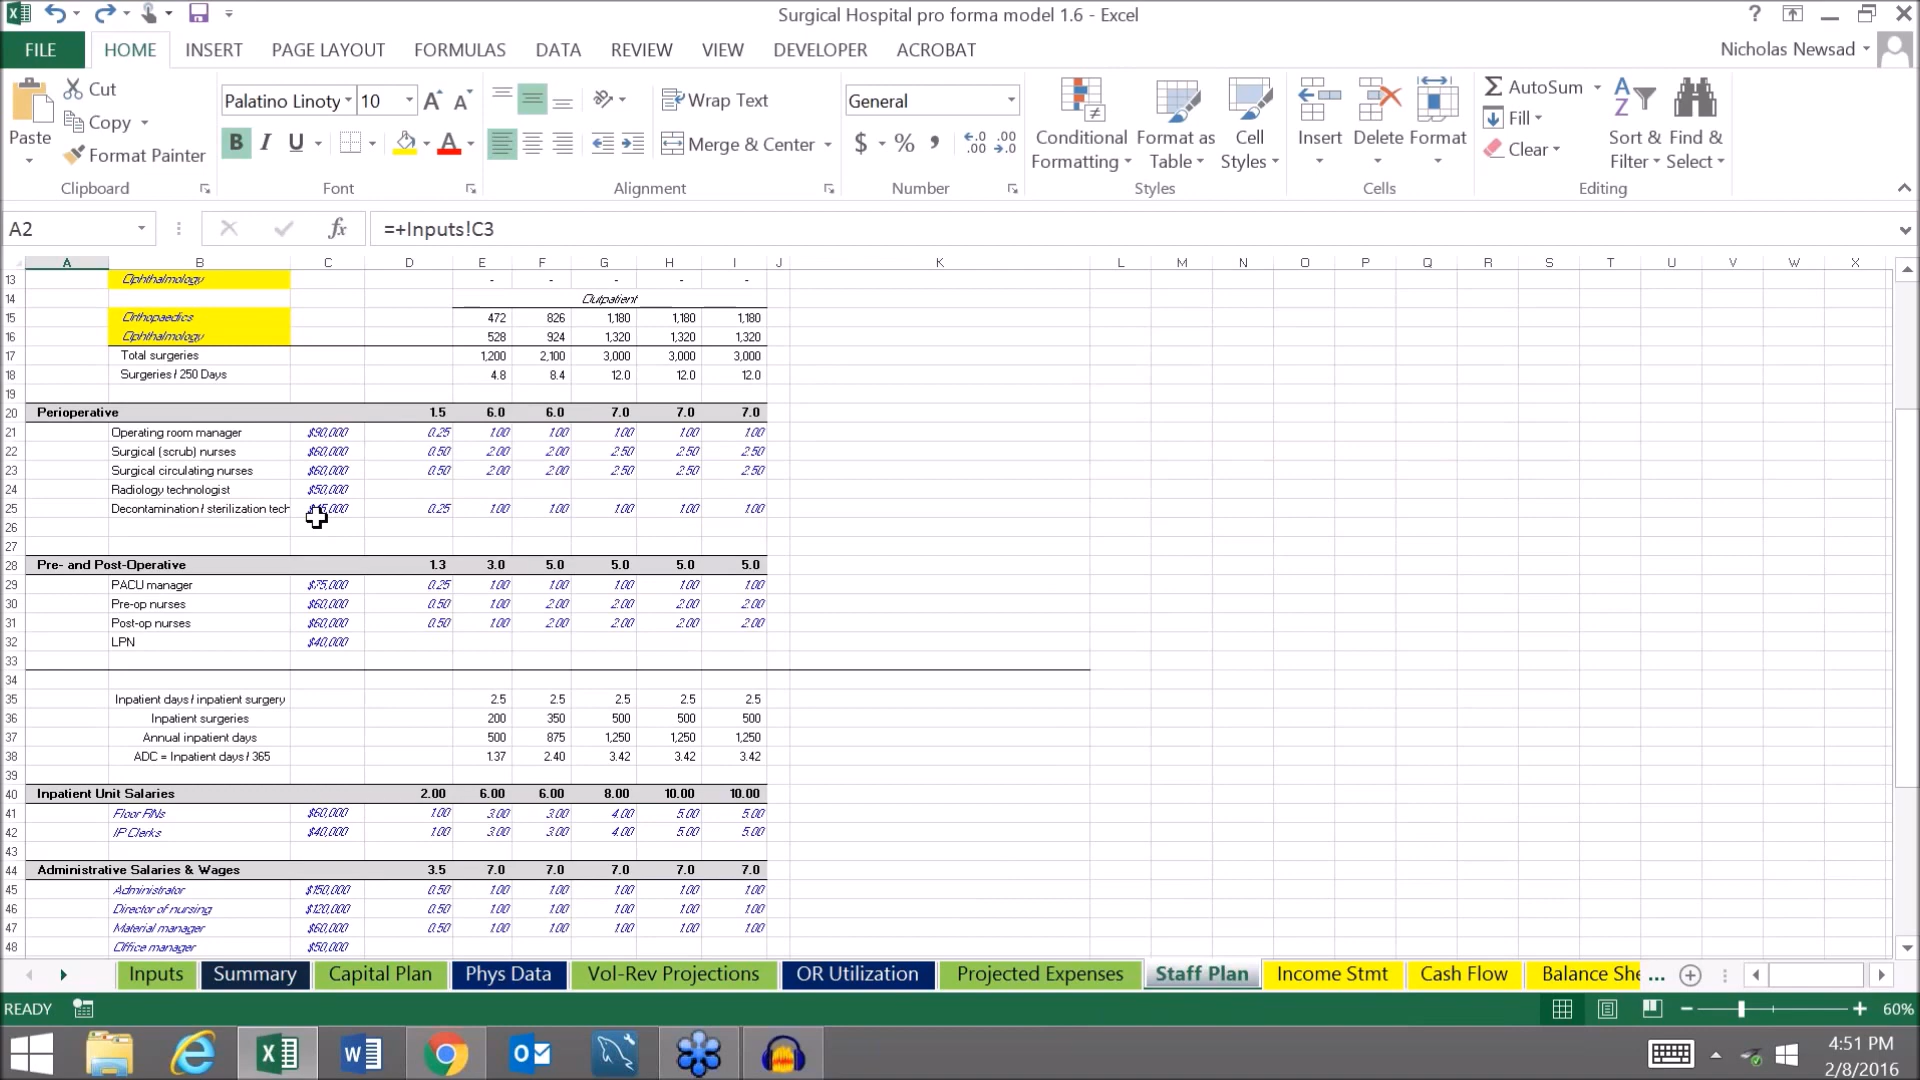 Surgical Hospital pro forma model 1.6 - Excel
?
FILE HOME INSERT PAGE LAYOUT FORMULAS DATA REVIEW VIEW DEVELOPER ACROBAT Nicholas Newsad
Paste Cut Copy Format Painter Clipboard
Palatino Linoty 10 B I U Font
Wrap Text Merge & Center Alignment
General $ % , Number
Conditional Formatting Format as Table Cell Styles Styles
Insert Delete Format Cells
AutoSum Fill Clear Sort & Filter Find & Select Editing
A2 fx =+Inputs!C3
A B C D E F G H I J K L M N O P Q R S T U V W X
13 Ophthalmology - - - - -
14 Outpatient
15 Orthopaedics 472 826 1,180 1,180 1,180
16 Ophthalmology 528 924 1,320 1,320 1,320
17 Total surgeries 1,200 2,100 3,000 3,000 3,000
18 Surgeries / 250 Days 4.8 8.4 12.0 12.0 12.0
19
20 Perioperative 1.5 6.0 6.0 7.0 7.0 7.0
21 Operating room manager $90,000 0.25 1.00 1.00 1.00 1.00 1.00
22 Surgical (scrub) nurses $60,000 0.50 2.00 2.00 2.50 2.50 2.50
23 Surgical circulating nurses $60,000 0.50 2.00 2.00 2.50 2.50 2.50
24 Radiology technologist $50,000
25 Decontamination / sterilization tech 0.25 1.00 1.00 1.00 1.00 1.00
26
27
28 Pre- and Post-Operative 1.3 3.0 5.0 5.0 5.0 5.0
29 PACU manager $75,000 0.25 1.00 1.00 1.00 1.00 1.00
30 Pre-op nurses $60,000 0.50 1.00 2.00 2.00 2.00 2.00
31 Post-op nurses $60,000 0.50 1.00 2.00 2.00 2.00 2.00
32 LPN $40,000
33
34
35 Inpatient days / inpatient surgery 2.5 2.5 2.5 2.5 2.5
36 Inpatient surgeries 200 350 500 500 500
37 Annual inpatient days 500 875 1,250 1,250 1,250
38 ADC = Inpatient days / 365 1.37 2.40 3.42 3.42 3.42
39
40 Inpatient Unit Salaries 2.00 6.00 6.00 8.00 10.00 10.00
41 Floor RNs $60,000 1.00 3.00 3.00 4.00 5.00 5.00
42 IP Clerks $40,000 1.00 3.00 3.00 4.00 5.00 5.00
43
44 Administrative Salaries & Wages 3.5 7.0 7.0 7.0 7.0 7.0
45 Administrator $150,000 0.50 1.00 1.00 1.00 1.00 1.00
46 Director of nursing $120,000 0.50 1.00 1.00 1.00 1.00 1.00
47 Material manager $60,000 0.50 1.00 1.00 1.00 1.00 1.00
48 Office manager $50,000
Inputs Summary Capital Plan Phys Data Vol-Rev Projections OR Utilization Projected Expenses Staff Plan Income Stmt Cash Flow Balance She ...
READY 60%
4:51 PM
2/8/2016